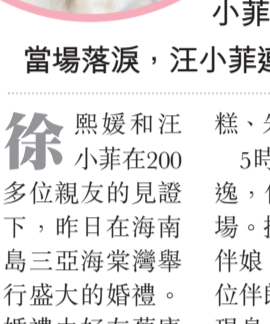 小菲
當場落淚，汪小菲
徐熙媛和汪
小菲在200
多位親友的見證
下，昨日在海南
島三亞海棠灣舉
行盛大的婚禮。
糕、
5時
逸，
場。
伴娘
位伴